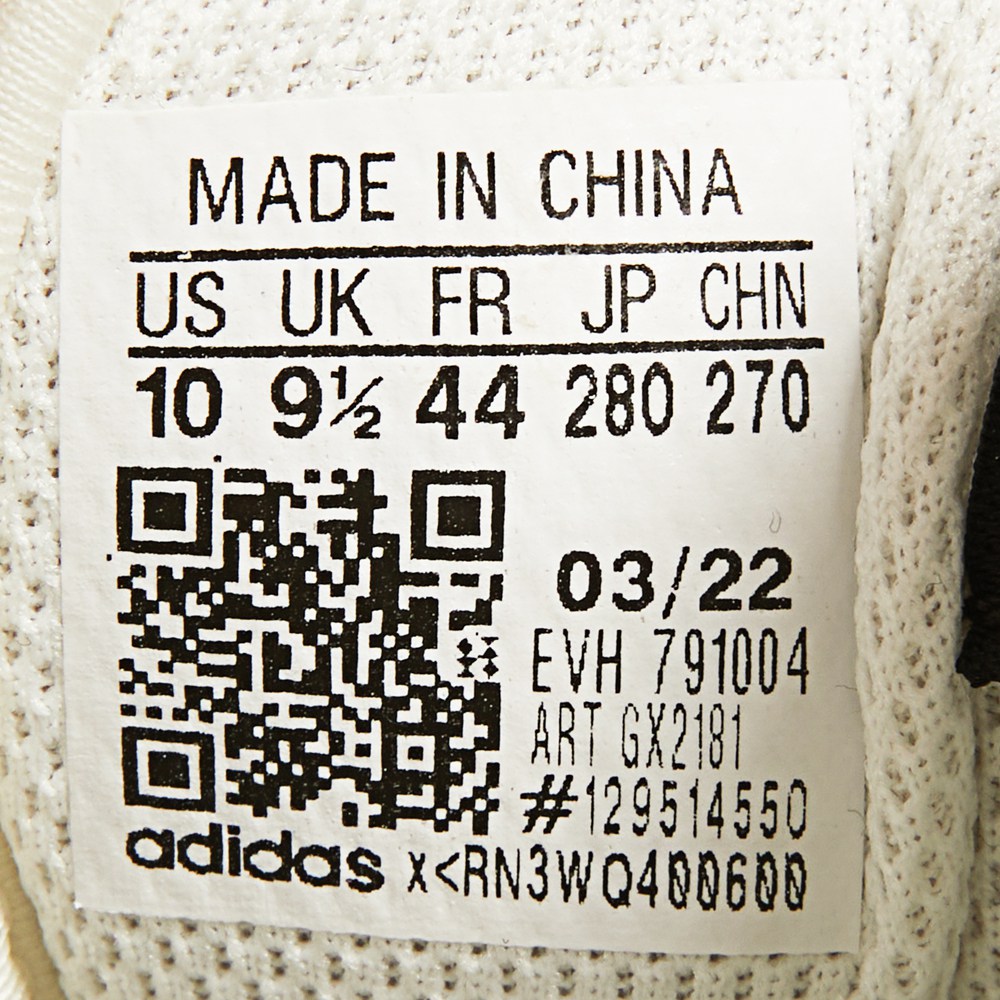 MADE IN CHINA
US UK FR JP CHN
10 9½ 44 280 270
03/22
EVH 791004
ART GX2181
#129514550
adidas X<RN3WQ400600